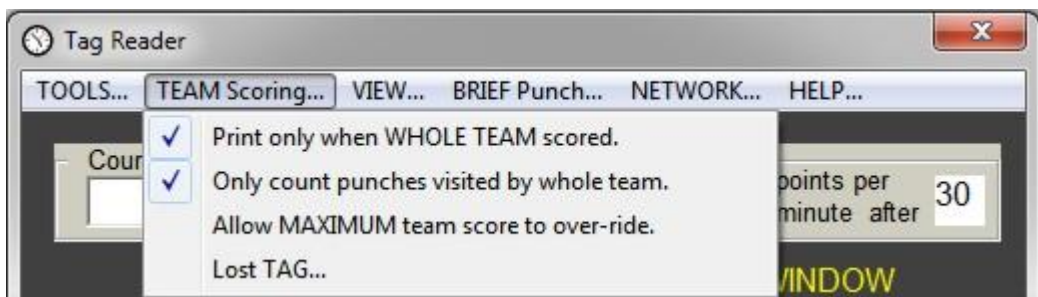 Tag Reader
TOOLS... TEAM Scoring... VIEW... BRIEF Punch... NETWORK... HELP...
Print only when WHOLE TEAM scored.
Only count punches visited by whole team.
Allow MAXIMUM team score to over-ride.
Lost TAG...
points per
minute after
30